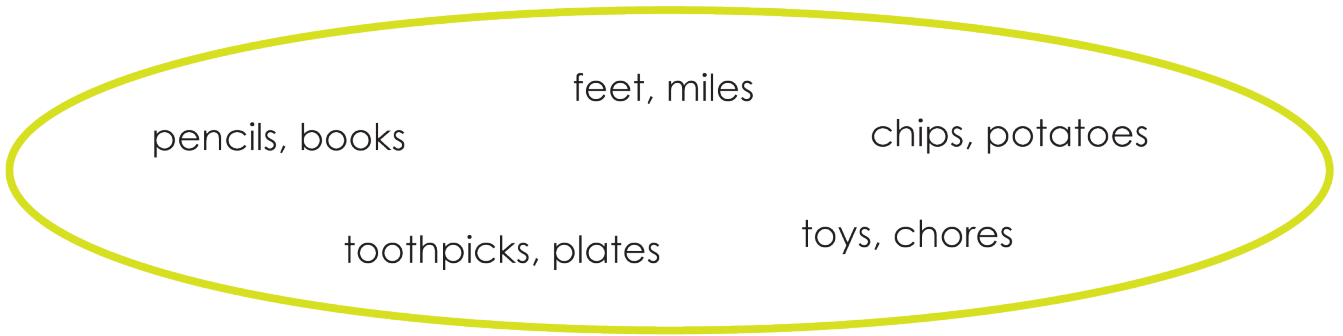 feet, miles
pencils, books
chips, potatoes
toothpicks, plates
toys, chores